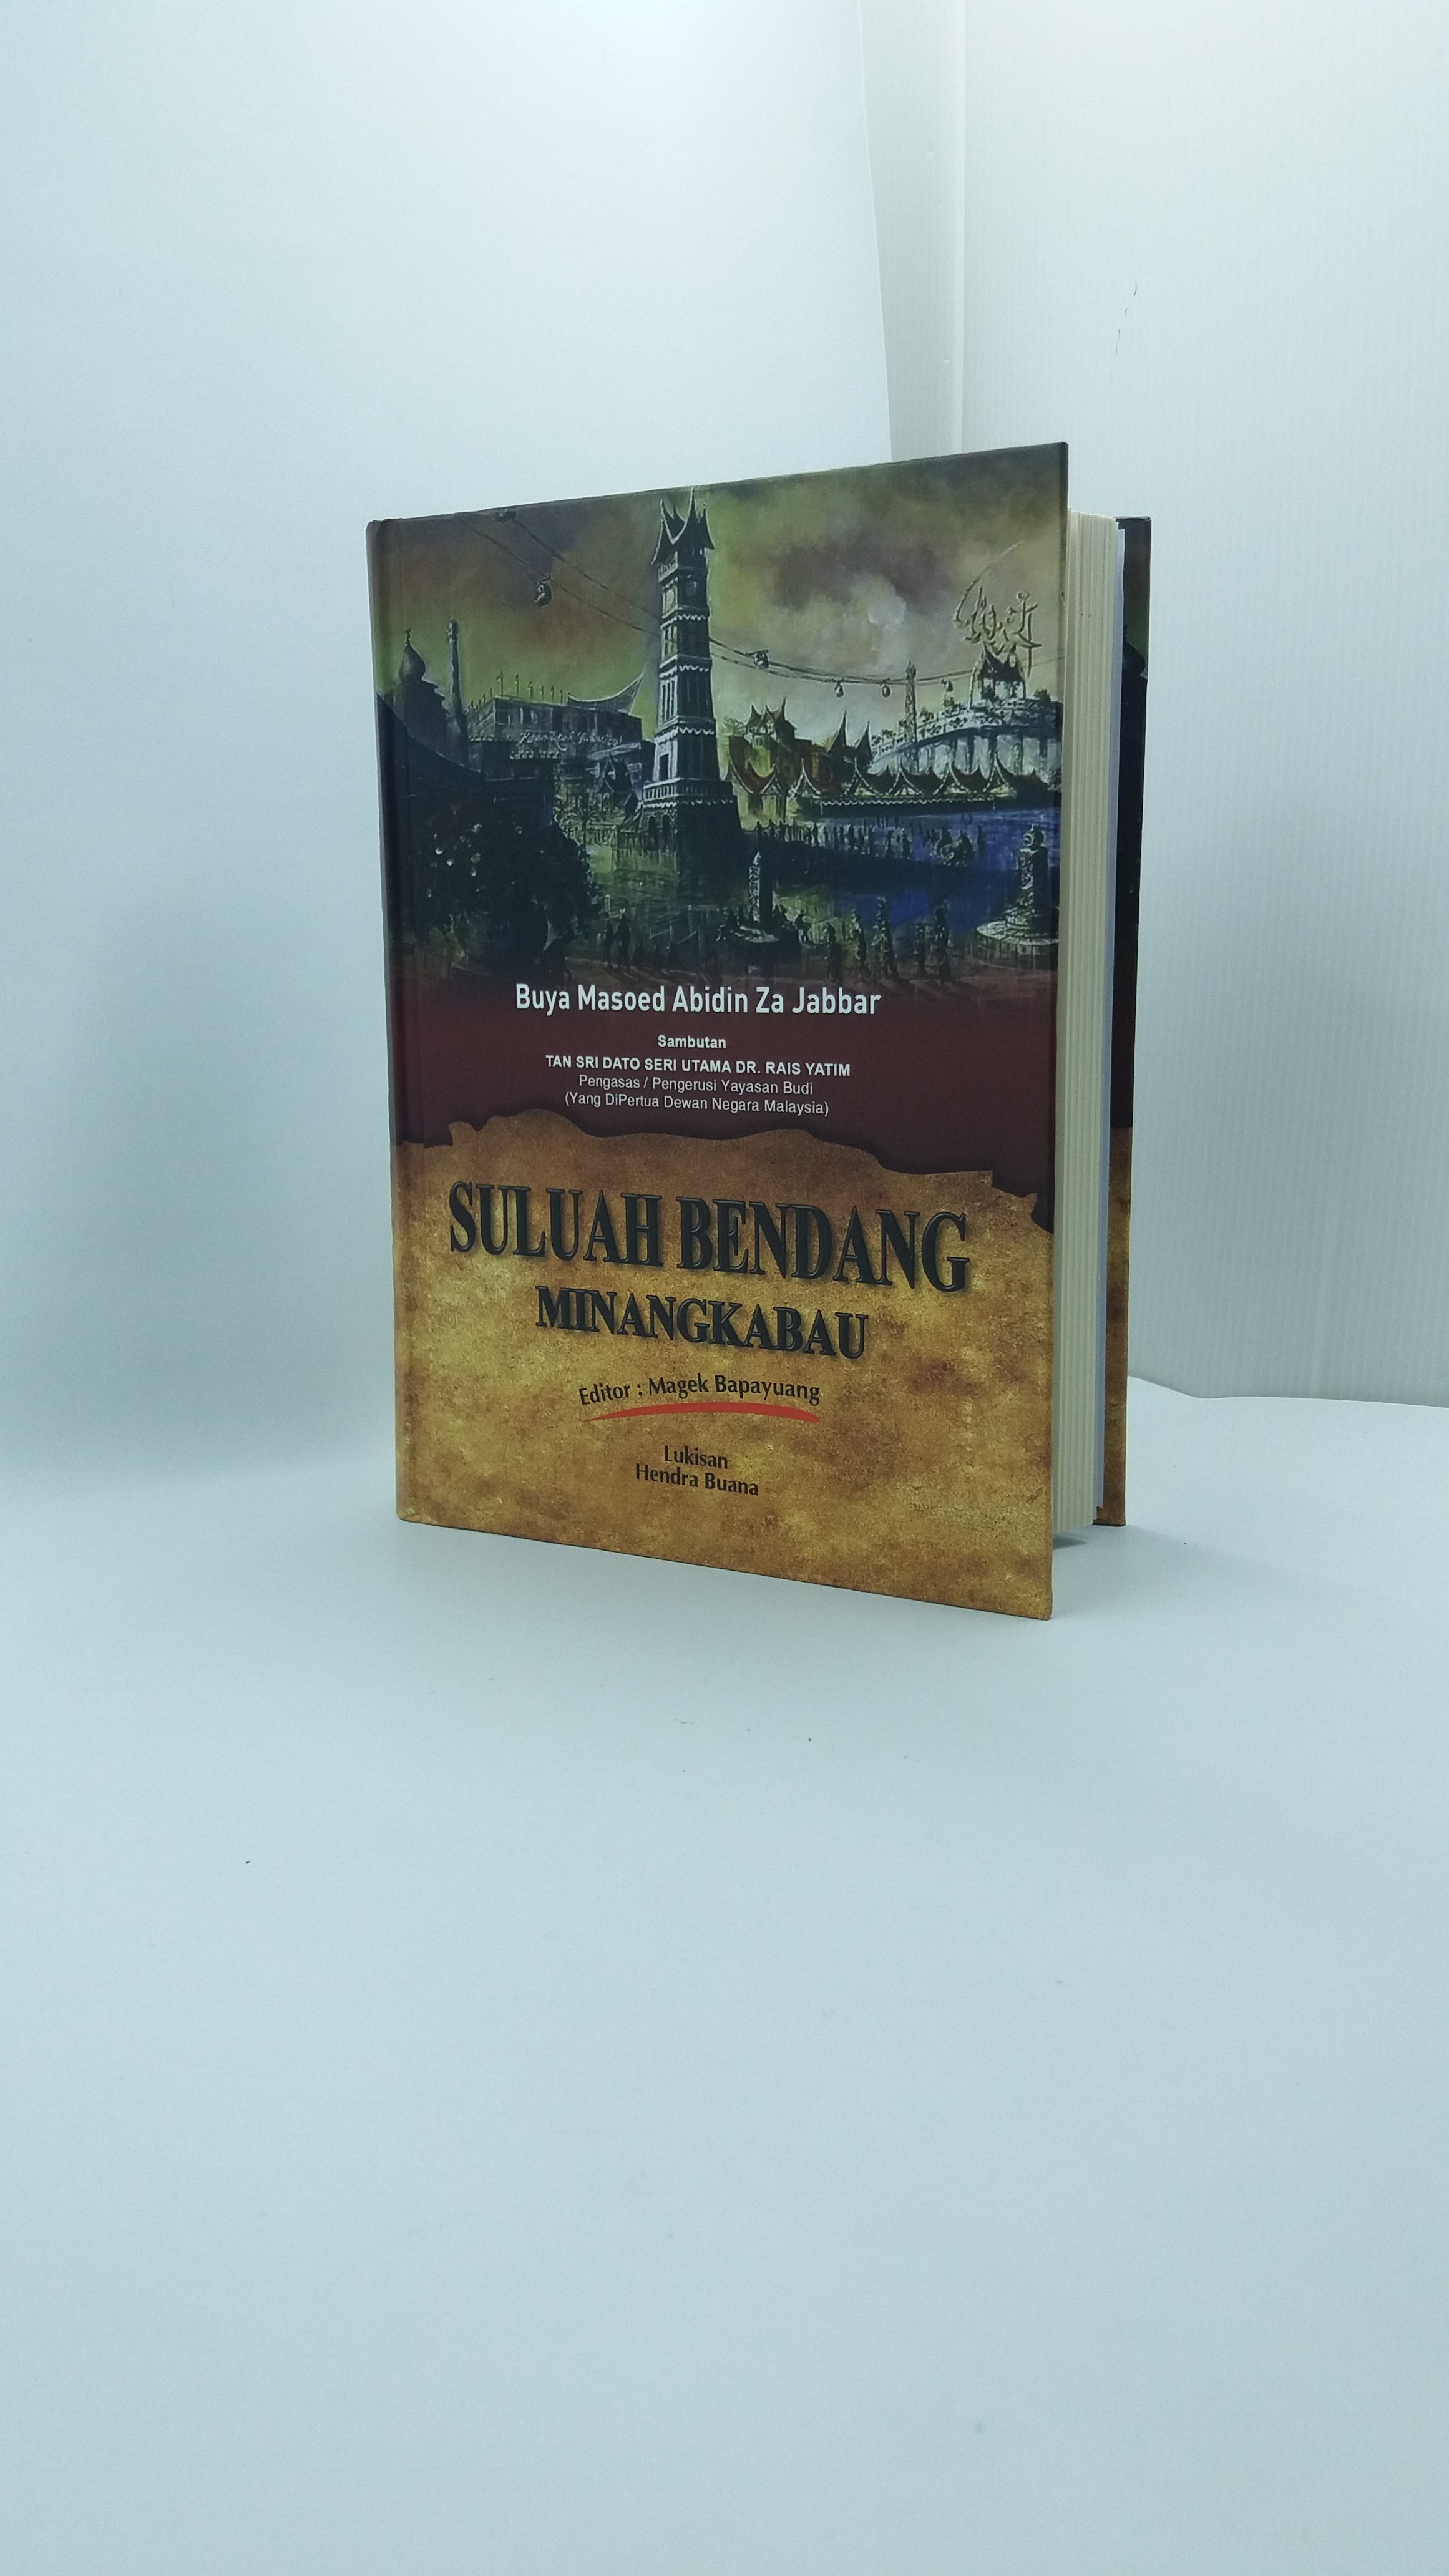 Buya Masoed Abidin Za Jabbar
Sambutan
TAN SRI DATO SERI UTAMA DR. RAIS YATIM
Pengasas / Pengerusi Yayasan Budi
(Yang DiPertua Dewan Negara Malaysia)
SULUAH BENDANG
MINANGKABAU
Editor : Magek Bapayuang
Lukisan
Hendra Buana